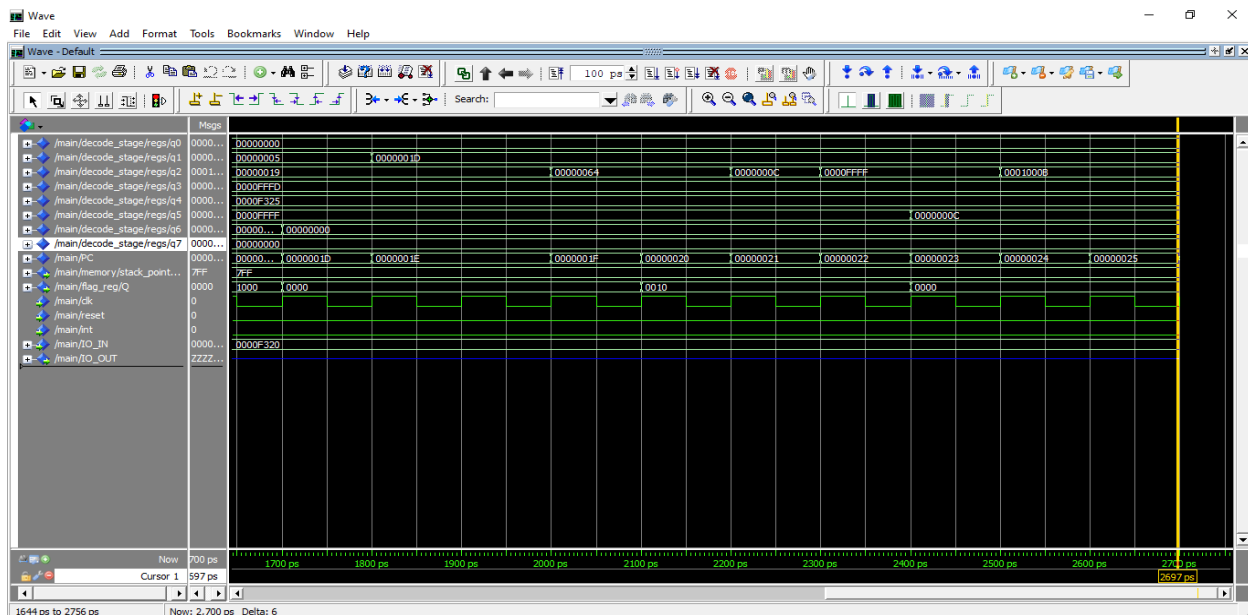 Wave
File Edit View Add Format Tools Bookmarks Window Help
Wave - Default
100 ps
Search:
Msgs
/main/decode_stage/regs/q0 0000... 00000000
/main/decode_stage/regs/q1 0000... 00000005 0000001D
/main/decode_stage/regs/q2 0001... 00000019 00000064 0000000C 0000FFFF 0001000B
/main/decode_stage/regs/q3 0000... 0000FFFD
/main/decode_stage/regs/q4 0000... 0000F325
/main/decode_stage/regs/q5 0000... 0000FFFF 0000000C
/main/decode_stage/regs/q6 0000... 00000... 00000000
/main/decode_stage/regs/q7 0000... 00000000
/main/PC 0000... 00000... 0000001D 0000001E 0000001F 00000020 00000021 00000022 00000023 00000024 00000025
/main/memory/stack_point... 7FF 7FF
/main/flag_reg/Q 0000 1000 0000 0010 0000
/main/clk 0
/main/reset 0
/main/int 0
/main/IO_IN 0000... 0000F320
/main/IO_OUT ZZZZ...
Now 700 ps 1700 ps 1800 ps 1900 ps 2000 ps 2100 ps 2200 ps 2300 ps 2400 ps 2500 ps 2600 ps 2700 ps
Cursor 1 597 ps 2697 ps
1644 ps to 2756 ps Now: 2,700 ps Delta: 6